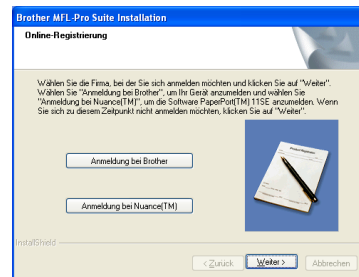 Brother MFL-Pro Suite Installation
Online-Registrierung
Wählen Sie die Firma, bei der Sie sich anmelden möchten und klicken Sie auf "Weiter".
Wählen Sie "Anmeldung bei Brother", um Ihr Gerät anzumelden und wählen Sie
"Anmeldung bei Nuance(TM)", um die Software PaperPort(TM) 11SE anzumelden. Wenn
Sie sich zu diesem Zeitpunkt nicht anmelden möchten, klicken Sie auf "Weiter".
Anmeldung bei Brother
Anmeldung bei Nuance(TM)
InstallShield
< Zurück
Weiter >
Abbrechen